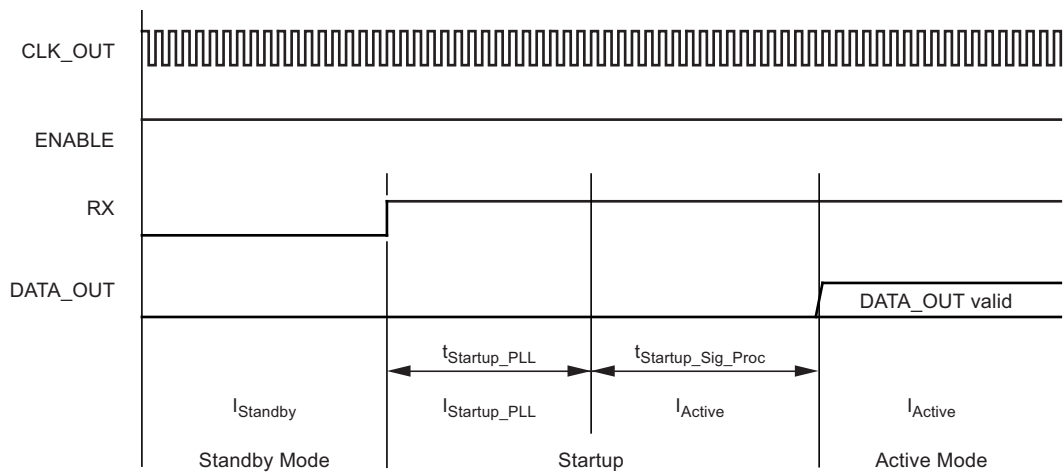 CLK_OUT
ENABLE
RX
DATA_OUT
DATA_OUT valid
tStartup_PLL
tStartup_Sig_Proc
IStandby
IStartup_PLL
IActive
IActive
Standby Mode
Startup
Active Mode